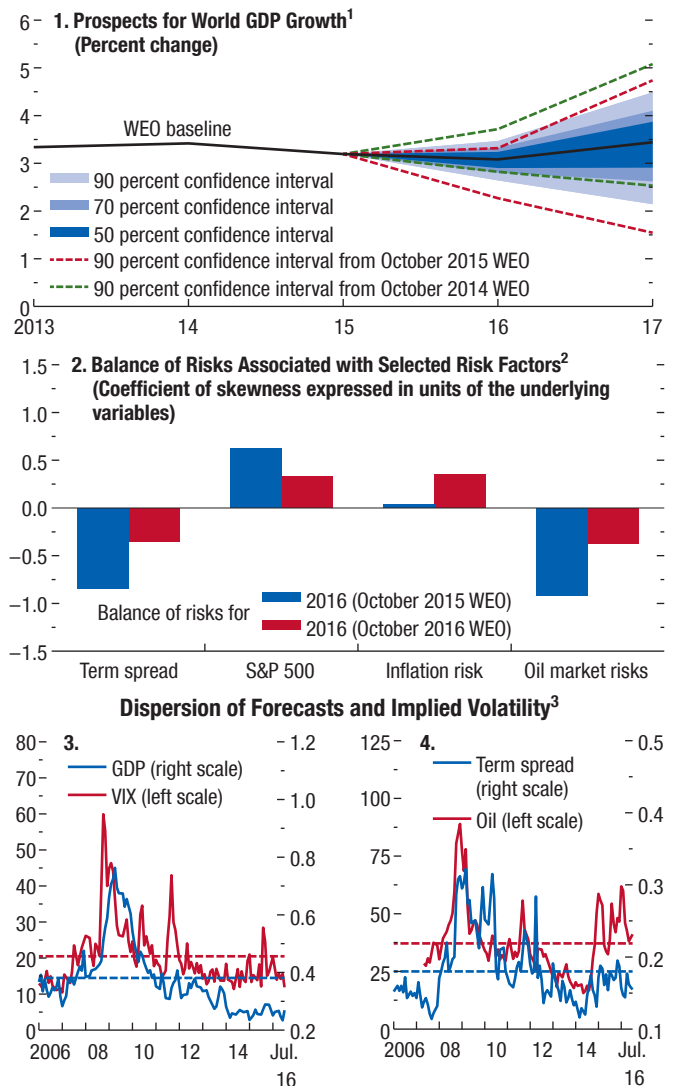 1. Prospects for World GDP Growth1
(Percent change)
6
5
4
3
2
1
0
WEO baseline
90 percent confidence interval
70 percent confidence interval
50 percent confidence interval
90 percent confidence interval from October 2015 WEO
90 percent confidence interval from October 2014 WEO
2013 14 15 16 17
2. Balance of Risks Associated with Selected Risk Factors2
(Coefficient of skewness expressed in units of the underlying
variables)
1.5
1.0
0.5
0.0
–0.5
–1.0
–1.5
Balance of risks for
2016 (October 2015 WEO)
2016 (October 2016 WEO)
Term spread S&P 500 Inflation risk Oil market risks
Dispersion of Forecasts and Implied Volatility3
3.
GDP (right scale)
VIX (left scale)
80
70
60
50
40
30
20
10
0
1.2
1.0
0.8
0.6
0.4
0.2
2006 08 10 12 14 Jul.
16
4.
Term spread
(right scale)
Oil (left scale)
125
100
75
50
25
0
0.5
0.4
0.3
0.2
0.1
2006 08 10 12 14 Jul.
16